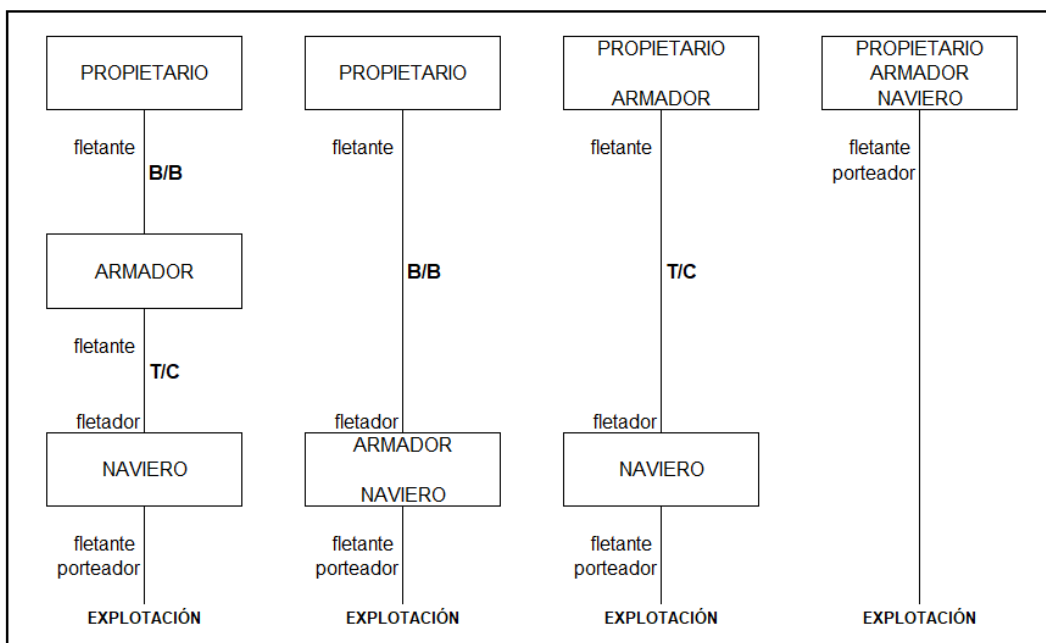 PROPIETARIO
fletante
B/B
ARMADOR
fletante
T/C
fletador
NAVIERO
fletante
porteador
EXPLOTACIÓN
PROPIETARIO
fletante
B/B
fletador
ARMADOR
NAVIERO
fletante
porteador
EXPLOTACIÓN
PROPIETARIO
ARMADOR
fletante
T/C
fletador
NAVIERO
fletante
porteador
EXPLOTACIÓN
PROPIETARIO
ARMADOR
NAVIERO
fletante
porteador
EXPLOTACIÓN